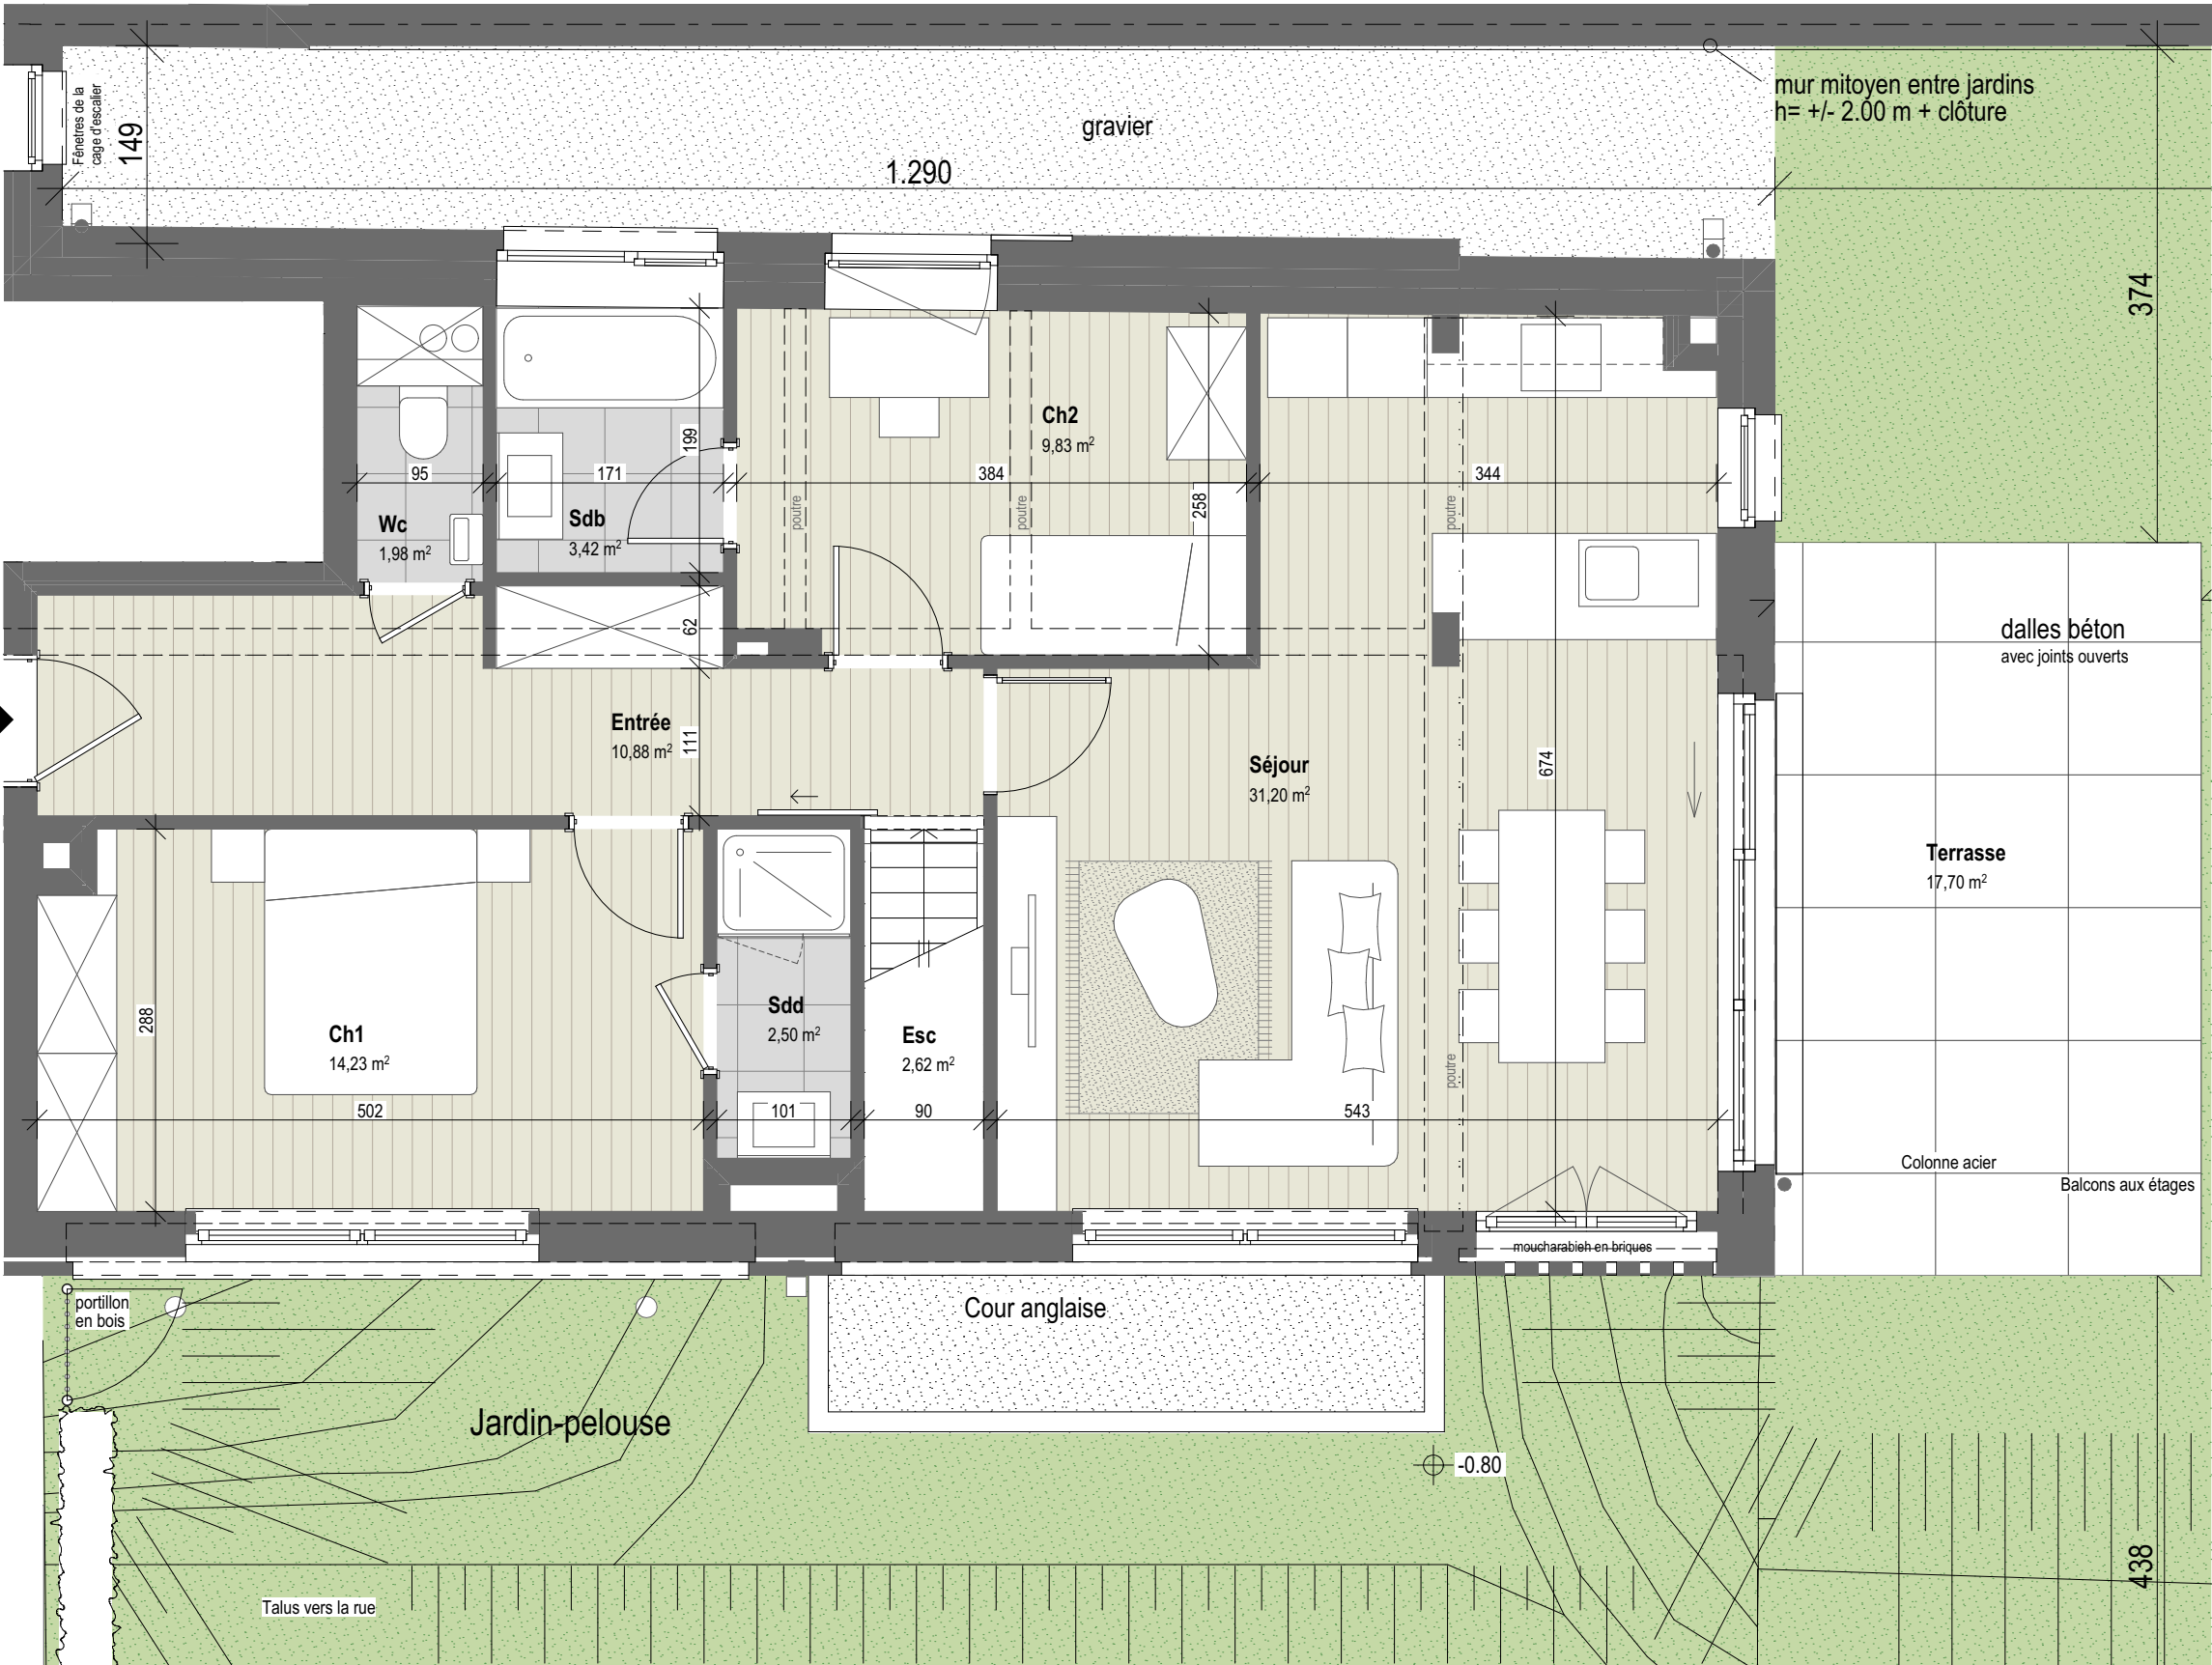 Fênetres de la
cage d'escalier
149
gravier
1.290
mur mitoyen entre jardins
h= +/- 2.00 m + clôture
374
Wc
1,98 m²
95
Sdb
3,42 m²
171
199
62
Ch2
9,83 m²
384
258
poutre
poutre
poutre
344
Entrée
10,88 m²
111
Séjour
31,20 m²
674
dalles béton
avec joints ouverts
Terrasse
17,70 m²
Ch1
14,23 m²
288
502
Sdd
2,50 m²
101
Esc
2,62 m²
90
543
poutre
Colonne acier
Balcons aux étages
moucharabieh en briques
portillon
en bois
Cour anglaise
Jardin-pelouse
-0.80
438
Talus vers la rue